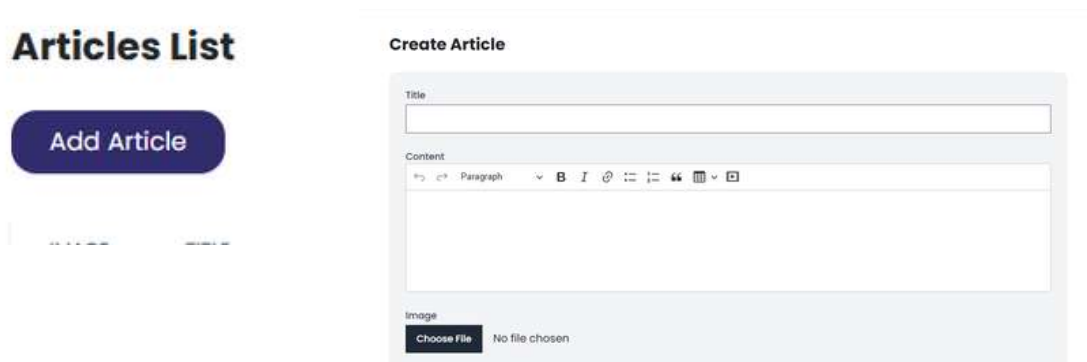 Articles List
Add Article
Create Article
Title
Content
Paragraph
Image
Choose File No file chosen